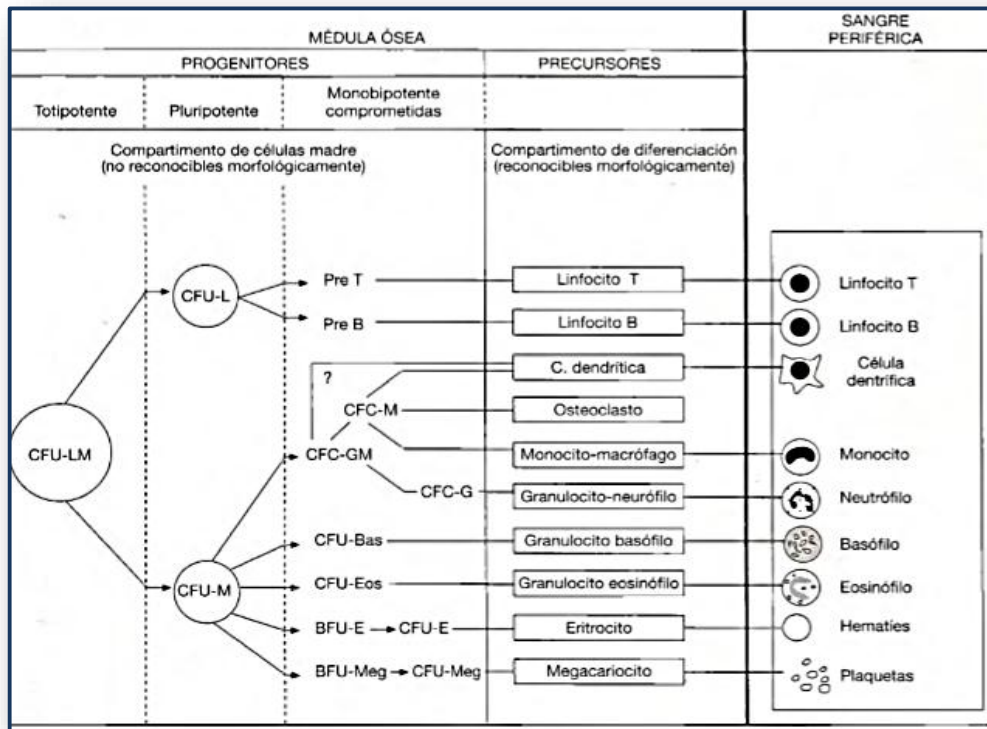 MÉDULA ÓSEA
SANGRE
PERIFÉRICA
PROGENITORES
PRECURSORES
Totipotente
Pluripotente
Monobipotente
comprometidas
Compartimento de células madre
(no reconocibles morfológicamente)
Compartimento de diferenciación
(reconocibles morfológicamente)
CFU-L
Pre T
Linfocito T
Linfocito T
Pre B
Linfocito B
Linfocito B
?
C. dendrítica
Célula
dentrífica
CFC-M
Osteoclasto
CFU-LM
CFC-GM
Monocito-macrófago
Monocito
CFC-G
Granulocito-neurófilo
Neutrófilo
CFU-M
CFU-Bas
Granulocito basófilo
Basófilo
CFU-Eos
Granulocito eosinófilo
Eosinófilo
BFU-E
CFU-E
Eritrocito
Hematíes
BFU-Meg
CFU-Meg
Megacariocito
Plaquetas